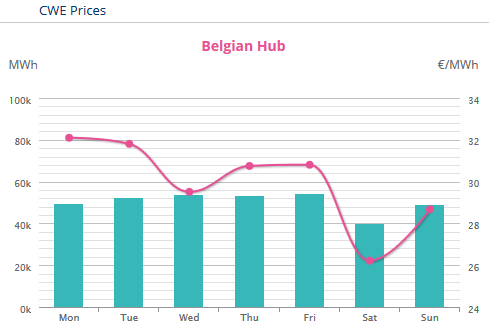 CWE Prices
Belgian Hub
MWh €/MWh
100k 34
80k 32
60k 30
40k 28
20k 26
0k 24
Mon Tue Wed Thu Fri Sat Sun